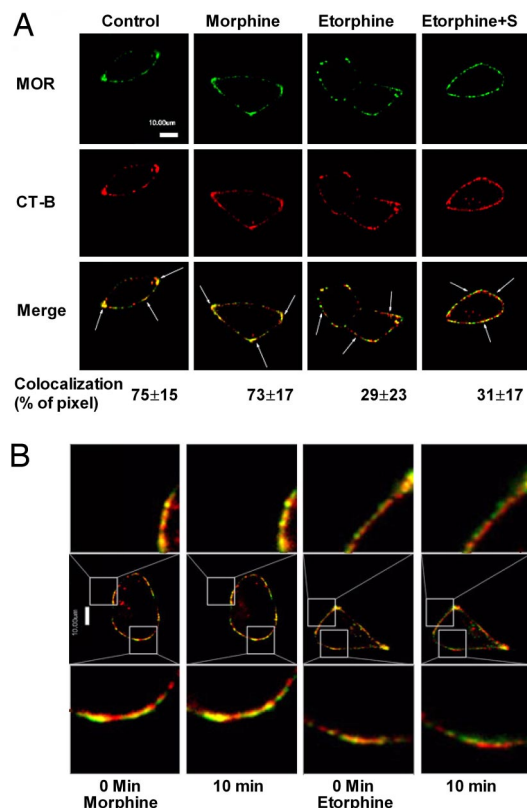 A
Control Morphine Etorphine Etorphine+S
MOR
10.00um
CT-B
Merge
Colocalization
(% of pixel) 75±15 73±17 29±23 31±17
B
10.00um
0 Min 10 min 0 Min 10 min
Morphine Etorphine